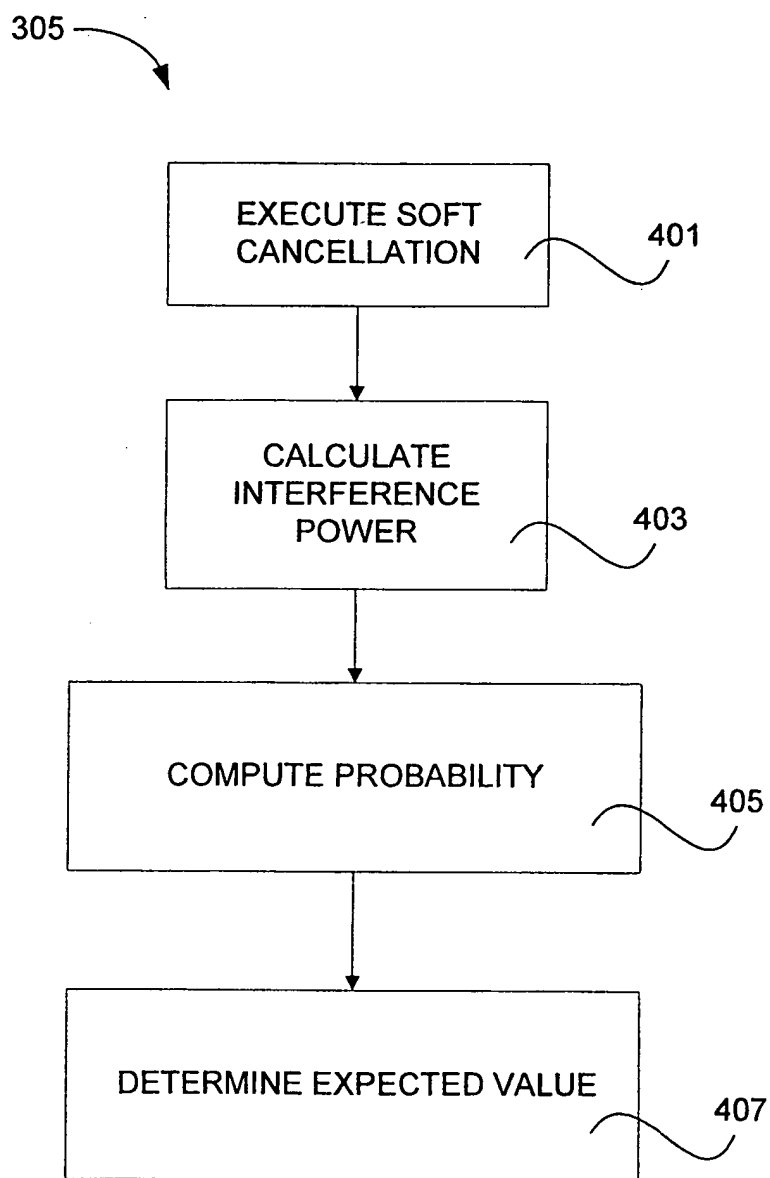 305
EXECUTE SOFT
CANCELLATION
401
CALCULATE
INTERFERENCE
POWER
403
COMPUTE PROBABILITY
405
DETERMINE EXPECTED VALUE
407